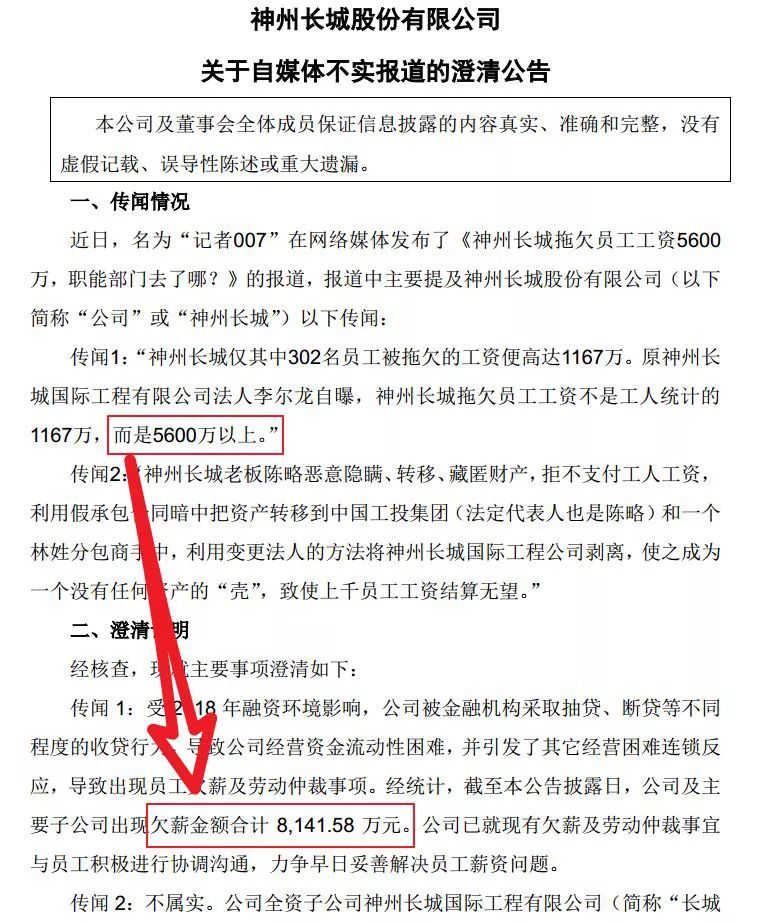 神州长城股份有限公司
关于自媒体不实报道的澄清公告
本公司及董事会全体成员保证信息披露的内容真实、准确和完整，没有
虚假记载、误导性陈述或重大遗漏。
一、传闻情况
近日，名为“记者007”在网络媒体发布了《神州长城拖欠员工工资5600
万，职能部门去了哪？》的报道，报道中主要提及神州长城股份有限公司（以下
简称“公司”或“神州长城”）以下传闻：
传闻1：“神州长城仅其中302名员工被拖欠的工资便高达1167万。原神州长
城国际工程有限公司法人李尔龙自曝，神州长城拖欠员工工资不是工人统计的
1167万，而是5600万以上。”
传闻2：“神州长城老板陈略恶意隐瞒、转移、藏匿财产，拒不支付工人工资，
利用假承包合同暗中把资产转移到中国工投集团（法定代表人也是陈略）和一个
林姓分包商手中，利用变更法人的方法将神州长城国际工程公司剥离，使之成为
一个没有任何资产的“壳”，致使上千员工工资结算无望。”
二、澄清说明
经核查，现就主要事项澄清如下：
传闻 1：受 2018 年融资环境影响，公司被金融机构采取抽贷、断贷等不同
程度的收贷行为，导致公司经营资金流动性困难，并引发了其它经营困难连锁反
应，导致出现员工欠薪及劳动仲裁事项。经统计，截至本公告披露日，公司及主
要子公司出现欠薪金额合计 8,141.58 万元。公司已就现有欠薪及劳动仲裁事宜
与员工积极进行协调沟通，力争早日妥善解决员工薪资问题。
传闻 2：不属实。公司全资子公司神州长城国际工程有限公司（简称“长城